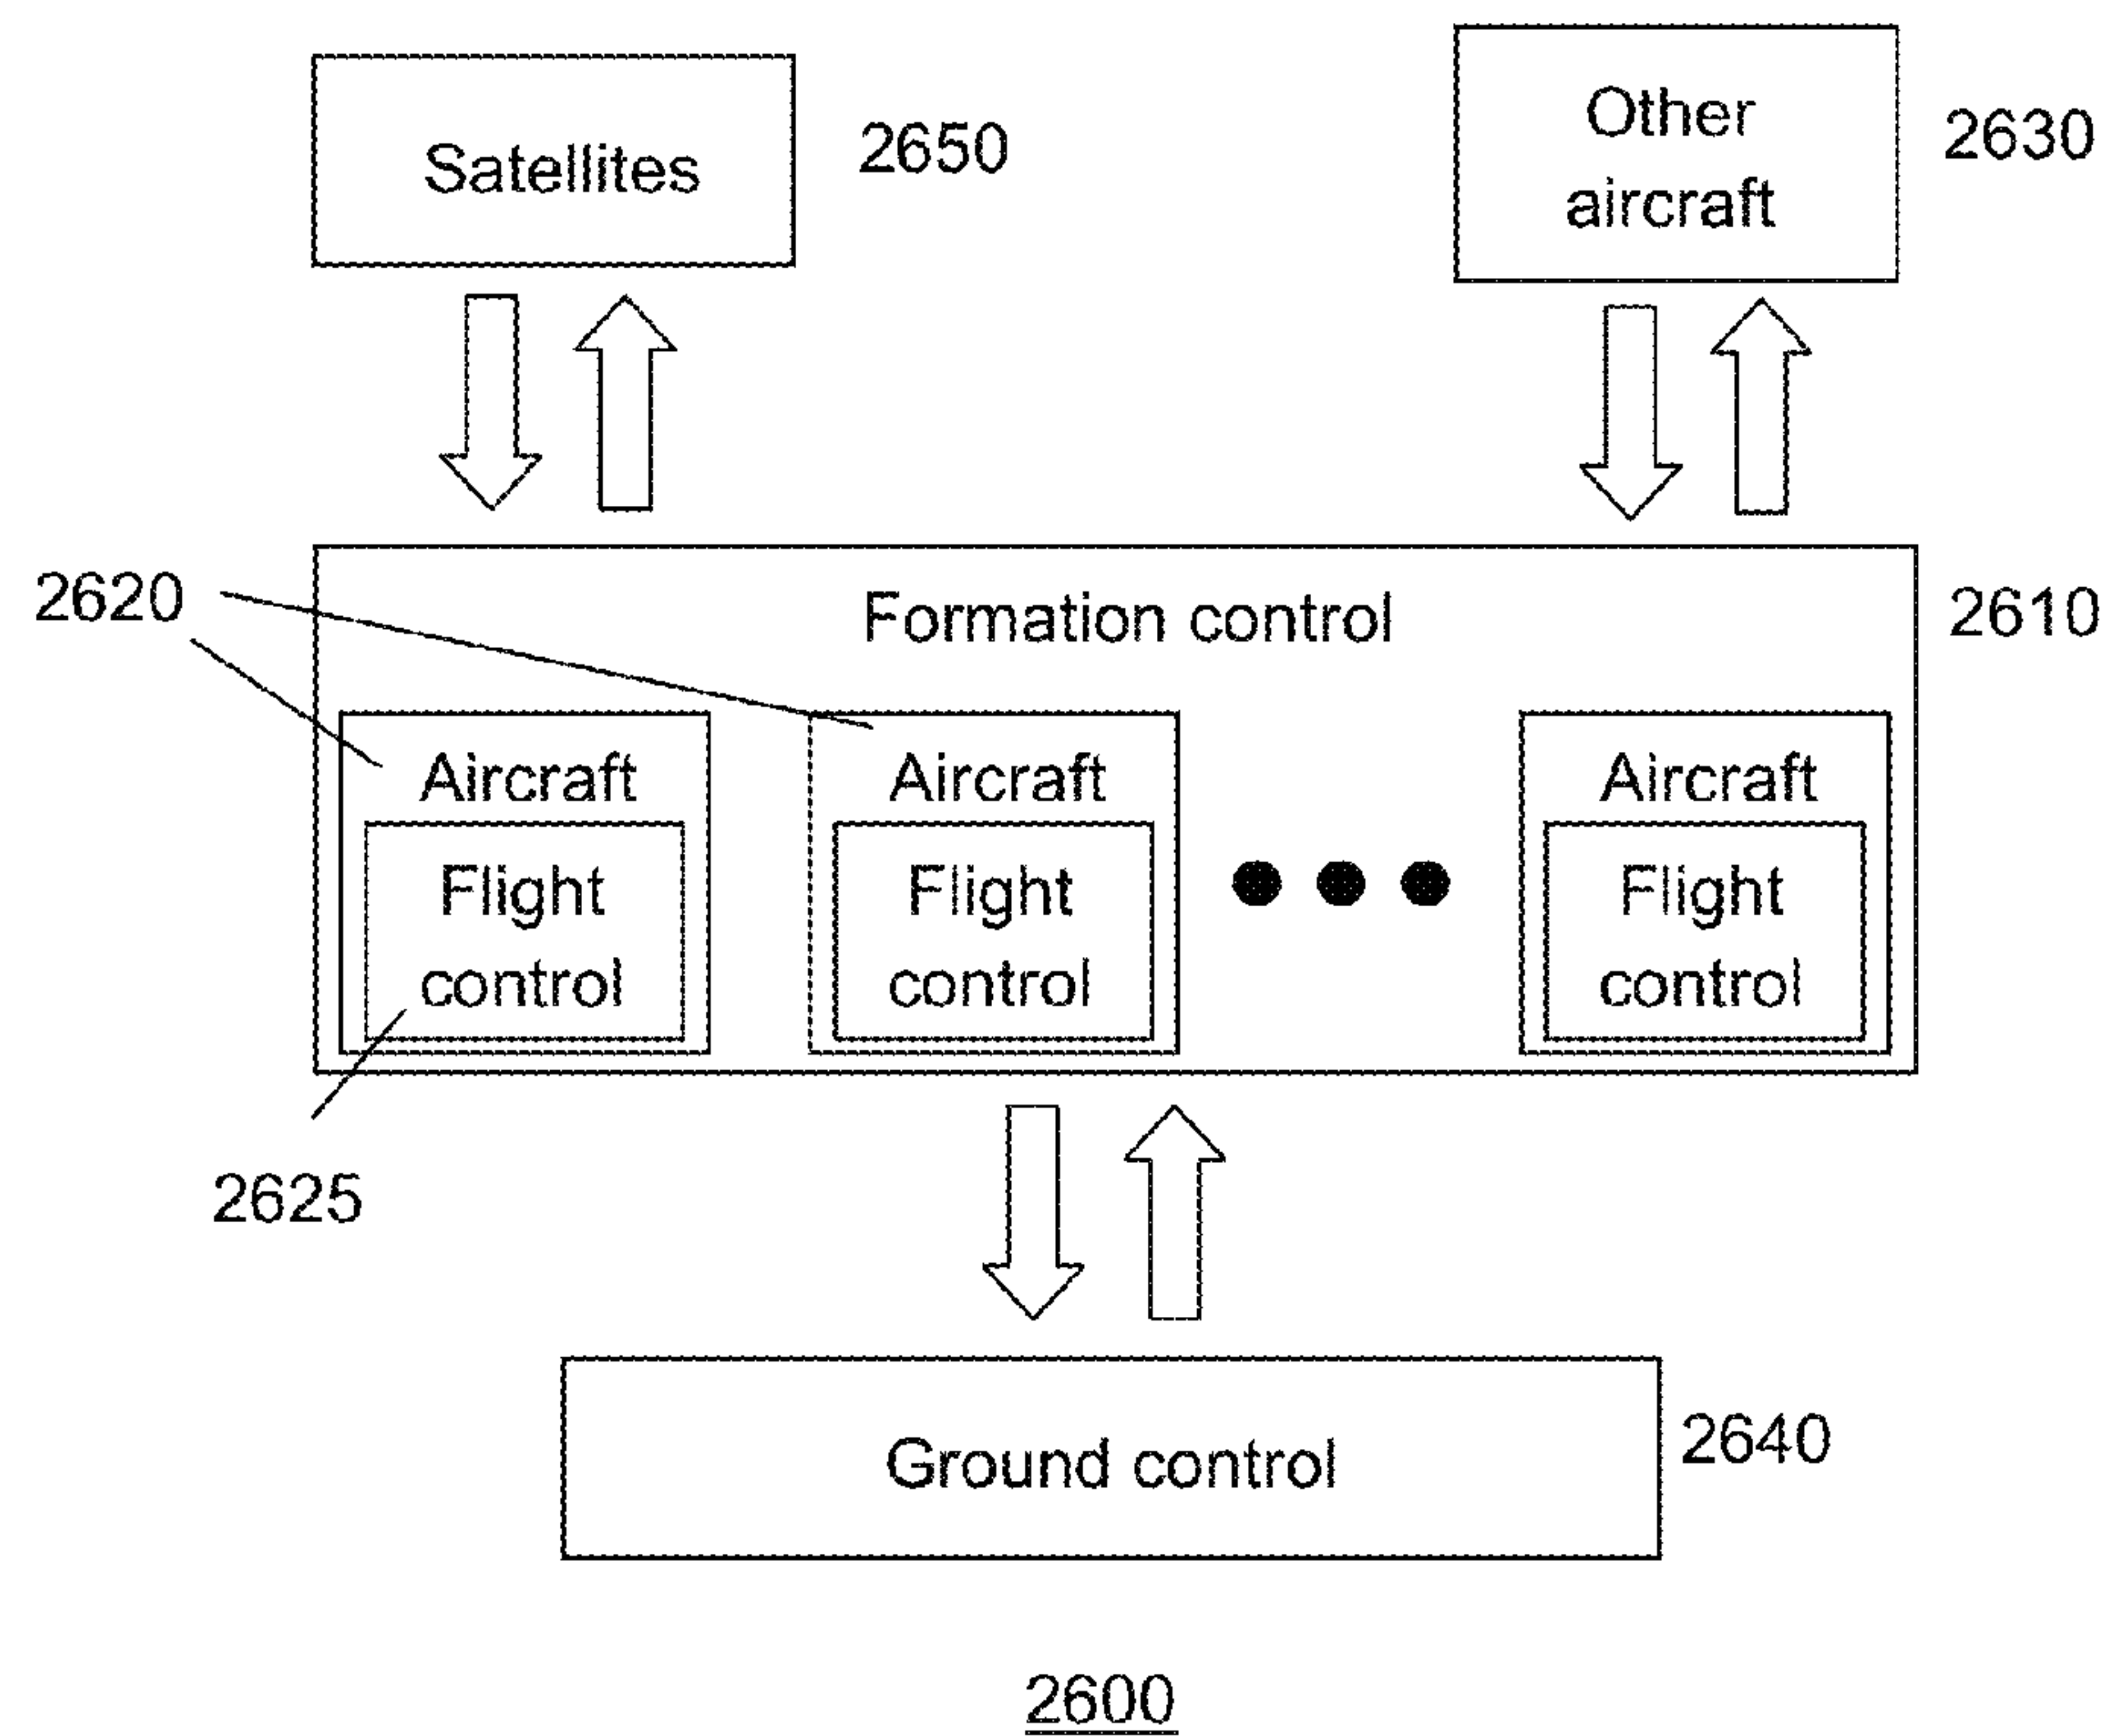 Satellites
2650
Other
aircraft
2630
2620
Formation control
2610
Aircraft
Flight
control
Aircraft
Flight
control
Aircraft
Flight
control
2625
Ground control
2640
2600